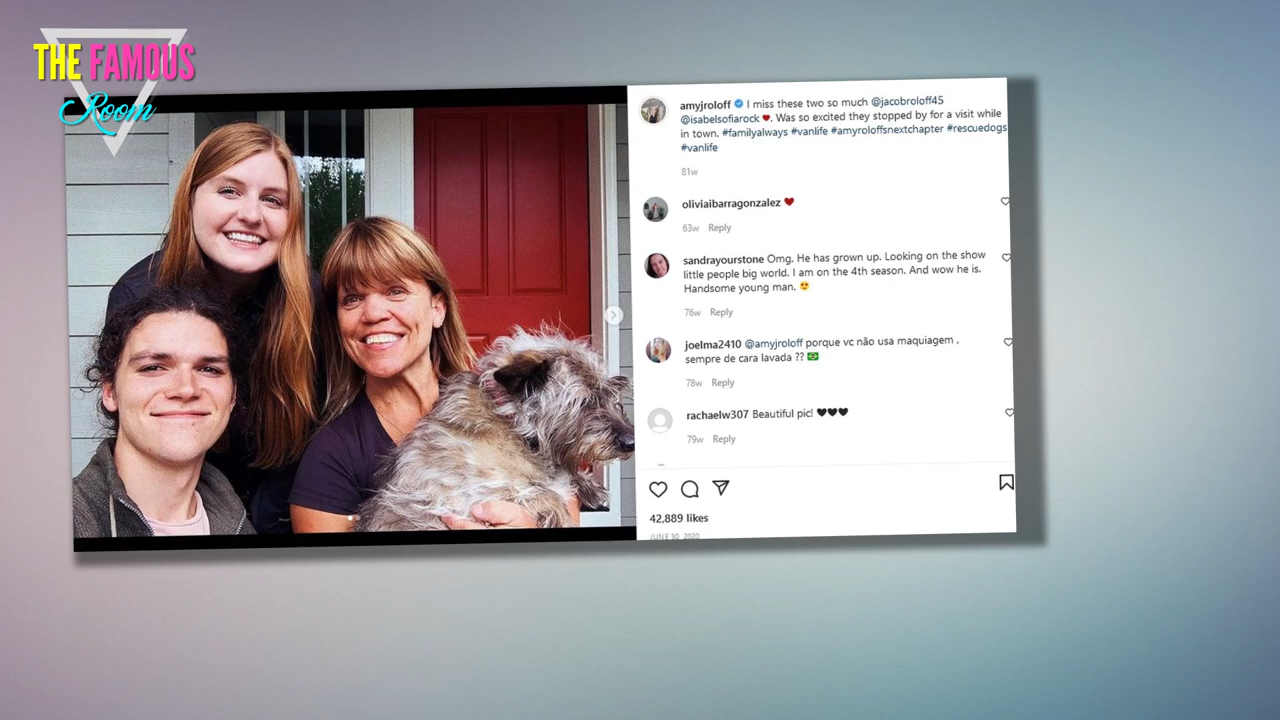 THE FAMOUS
Room
amyjroloff I miss these two so much @jacobroloff45
@isabelsofiarock ❤. Was so excited they stopped by for a visit while
in town. #familyalways #vanlife #amyroloffsnextchapter #rescuedogs
#vanlife
81w
oliviaibarragonzalez ❤
63w Reply
sandrayourstone Omg. He has grown up. Looking on the show
little people big world. I am on the 4th season. And wow he is.
Handsome young man. 😍
76w Reply
joelma2410 @amyjroloff porque vc não usa maquiagem ,
sempre de cara lavada ?? 🇧🇷
78w Reply
rachaelw307 Beautiful pic! 🖤🖤🖤
79w Reply
42,889 likes
JUNE 30, 2020